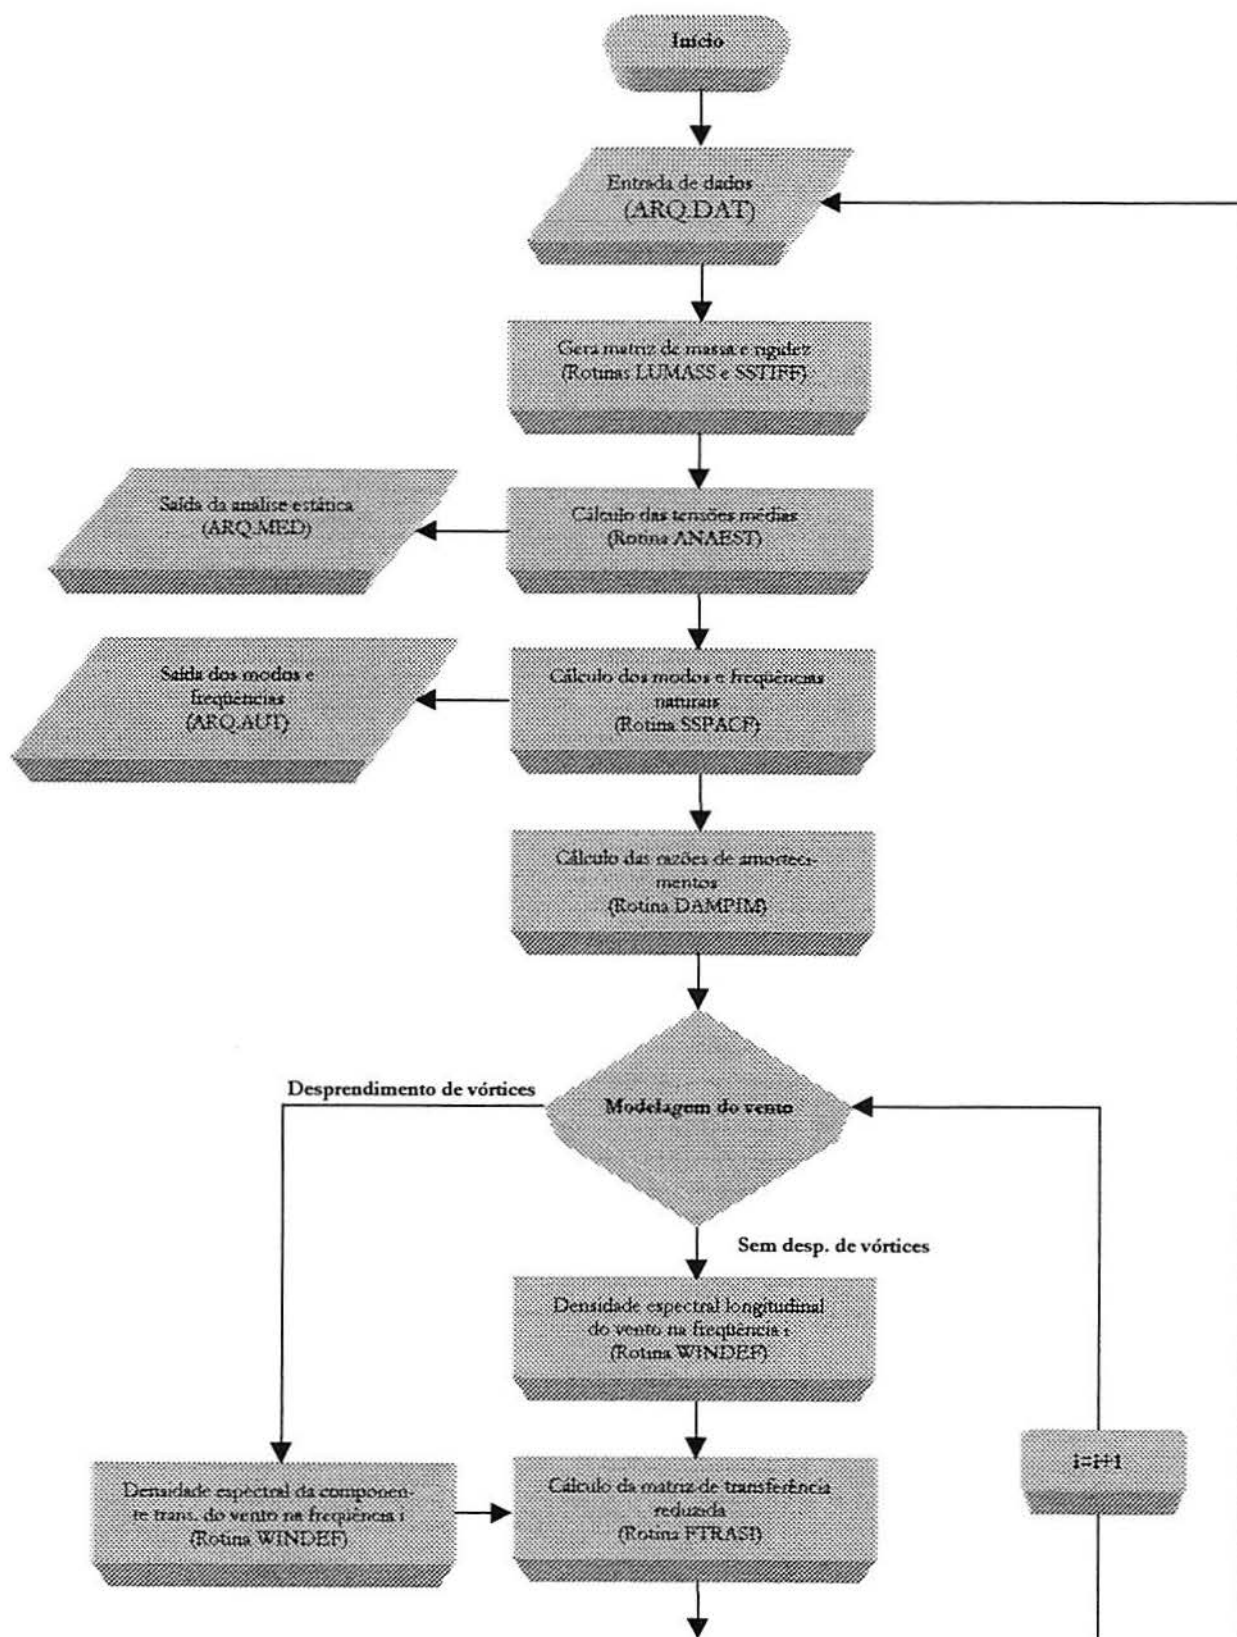 Início
Entrada de dados
(ARQ.DAT)
Gera matriz de massa e rigidez
(Rotinas LUMASS e SSTIFF)
Saída da análise estática
(ARQ.MED)
Cálculo das tensões médias
(Rotina ANAEST)
Saída dos modos e
freqüências
(ARQ.AUT)
Cálculo dos modos e freqüências
naturais
(Rotina SSPACF)
Cálculo das razões de amorteci-
mentos
(Rotina DAMPIM)
Desprendimento de vórtices
Modelagem do vento
Sem desp. de vórtices
Densidade espectral longitudinal
do vento na freqüência i
(Rotina WINDEF)
Densidade espectral da componen-
te trans. do vento na freqüência i
(Rotina WINDEF)
Cálculo da matriz de transferência
reduzida
(Rotina FTRASI)
i=i+1